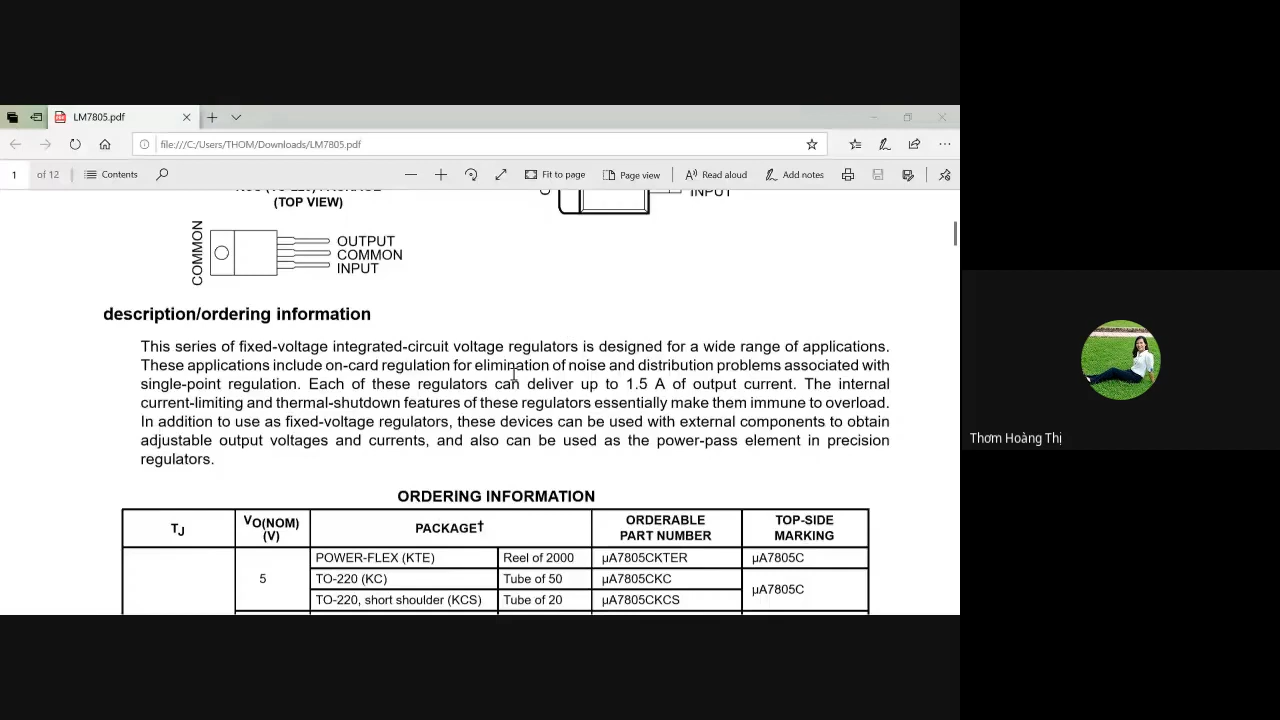 LM7805.pdf
file:///C:/Users/THOM/Downloads/LM7805.pdf
1 of 12 Contents Fit to page Page view Read aloud Add notes
KCS (TO-220) PACKAGE
(TOP VIEW)
INPUT
COMMON
OUTPUT
COMMON
INPUT
description/ordering information
This series of fixed-voltage integrated-circuit voltage regulators is designed for a wide range of applications.
These applications include on-card regulation for elimination of noise and distribution problems associated with
single-point regulation. Each of these regulators can deliver up to 1.5 A of output current. The internal
current-limiting and thermal-shutdown features of these regulators essentially make them immune to overload.
In addition to use as fixed-voltage regulators, these devices can be used with external components to obtain
adjustable output voltages and currents, and also can be used as the power-pass element in precision
regulators.
ORDERING INFORMATION
TJ VO(NOM) (V) PACKAGE† ORDERABLE PART NUMBER TOP-SIDE MARKING
5
POWER-FLEX (KTE) Reel of 2000 µA7805CKTER µA7805C
TO-220 (KC) Tube of 50 µA7805CKC µA7805C
TO-220, short shoulder (KCS) Tube of 20 µA7805CKCS
Thơm Hoàng Thị